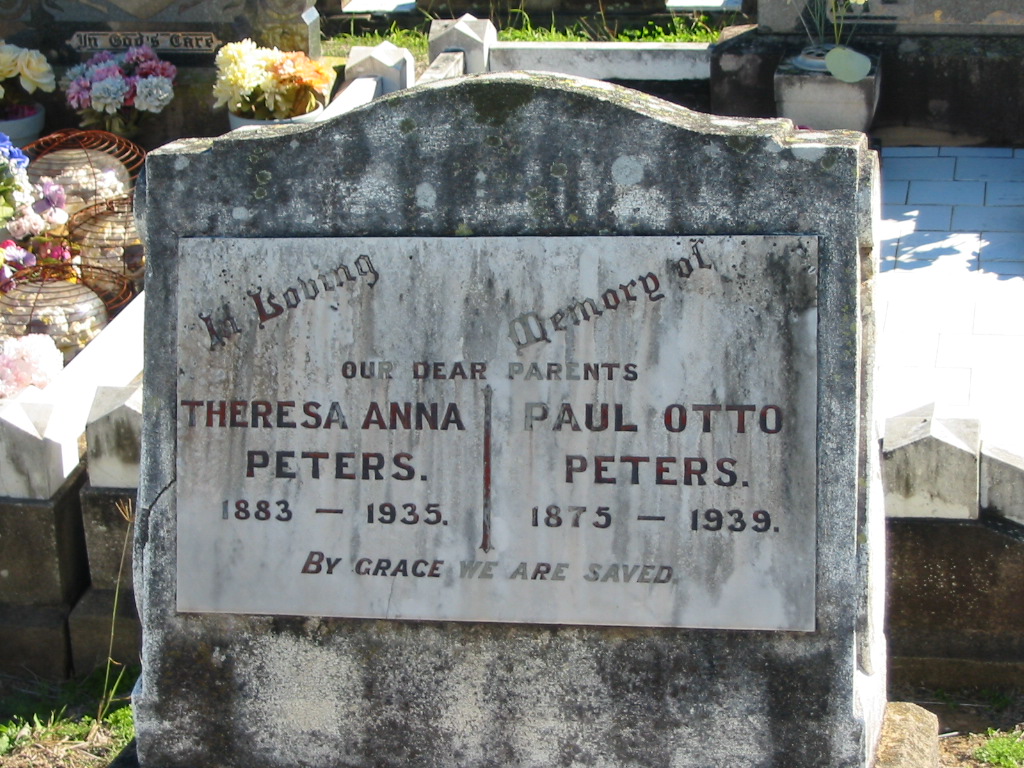 In God's Care
In Loving Memory of
OUR DEAR PARENTS
THERESA ANNA
PETERS.
1883 — 1935.
PAUL OTTO
PETERS.
1875 — 1939.
BY GRACE WE ARE SAVED.